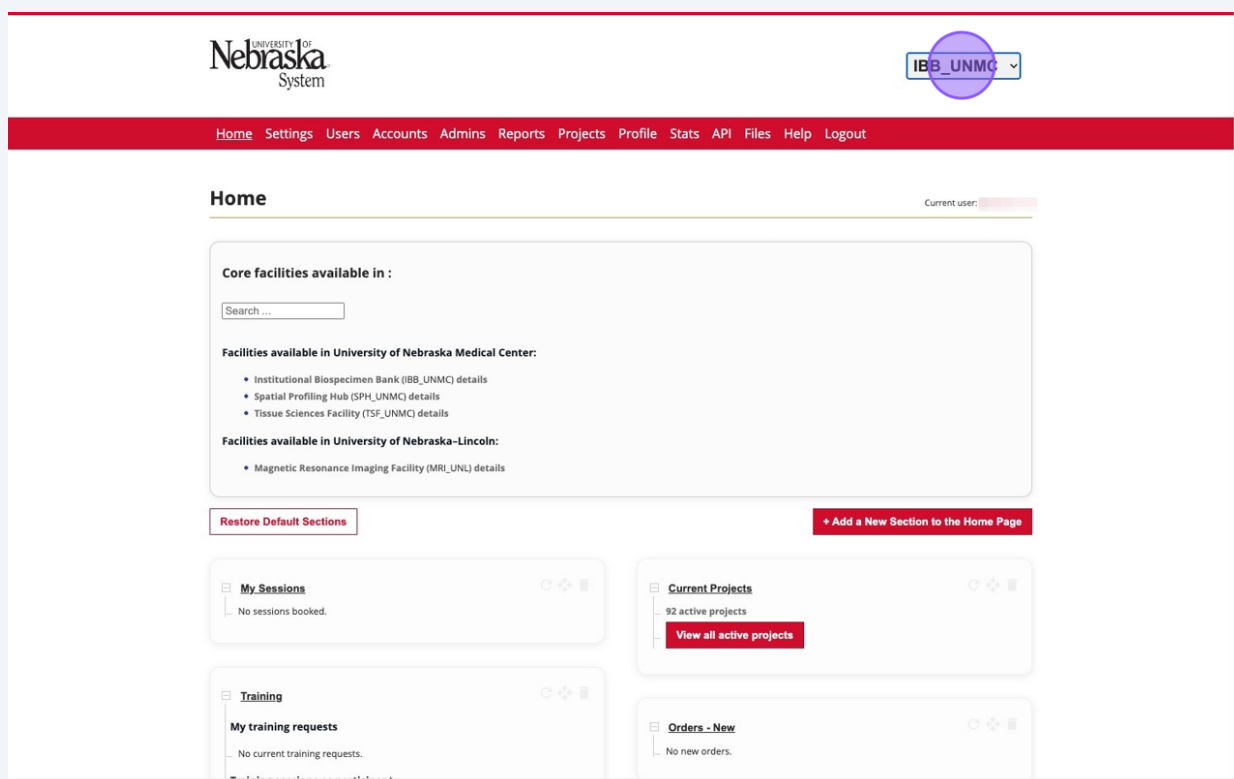 UNIVERSITY OF
Nebraska
System
IBB_UNMC
Home Settings Users Accounts Admins Reports Projects Profile Stats API Files Help Logout
Home
Current user:
Core facilities available in :
Search ...
Facilities available in University of Nebraska Medical Center:
Institutional Biospecimen Bank (IBB_UNMC) details
Spatial Profiling Hub (SPH_UNMC) details
Tissue Sciences Facility (TSF_UNMC) details
Facilities available in University of Nebraska–Lincoln:
Magnetic Resonance Imaging Facility (MRI_UNL) details
Restore Default Sections
+ Add a New Section to the Home Page
My Sessions
No sessions booked.
Current Projects
92 active projects
View all active projects
Training
My training requests
No current training requests.
Orders - New
No new orders.